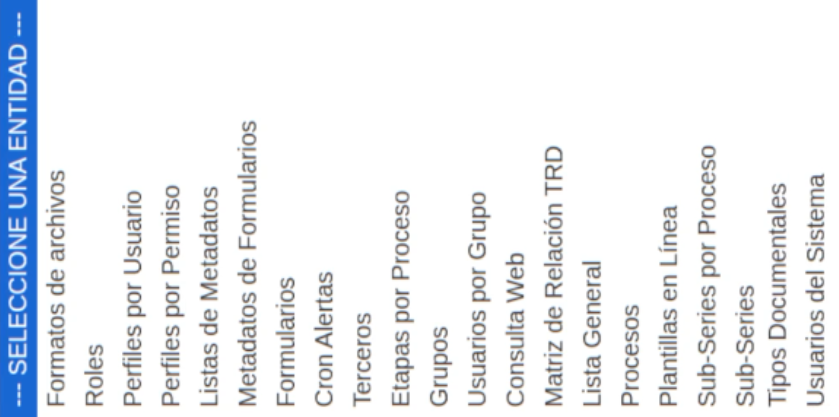 --- SELECCIONE UNA ENTIDAD ---
Formatos de archivos
Roles
Perfiles por Usuario
Perfiles por Permiso
Listas de Metadatos
Metadatos de Formularios
Formularios
Cron Alertas
Terceros
Etapas por Proceso
Grupos
Usuarios por Grupo
Consulta Web
Matriz de Relación TRD
Lista General
Procesos
Plantillas en Línea
Sub-Series por Proceso
Sub-Series
Tipos Documentales
Usuarios del Sistema